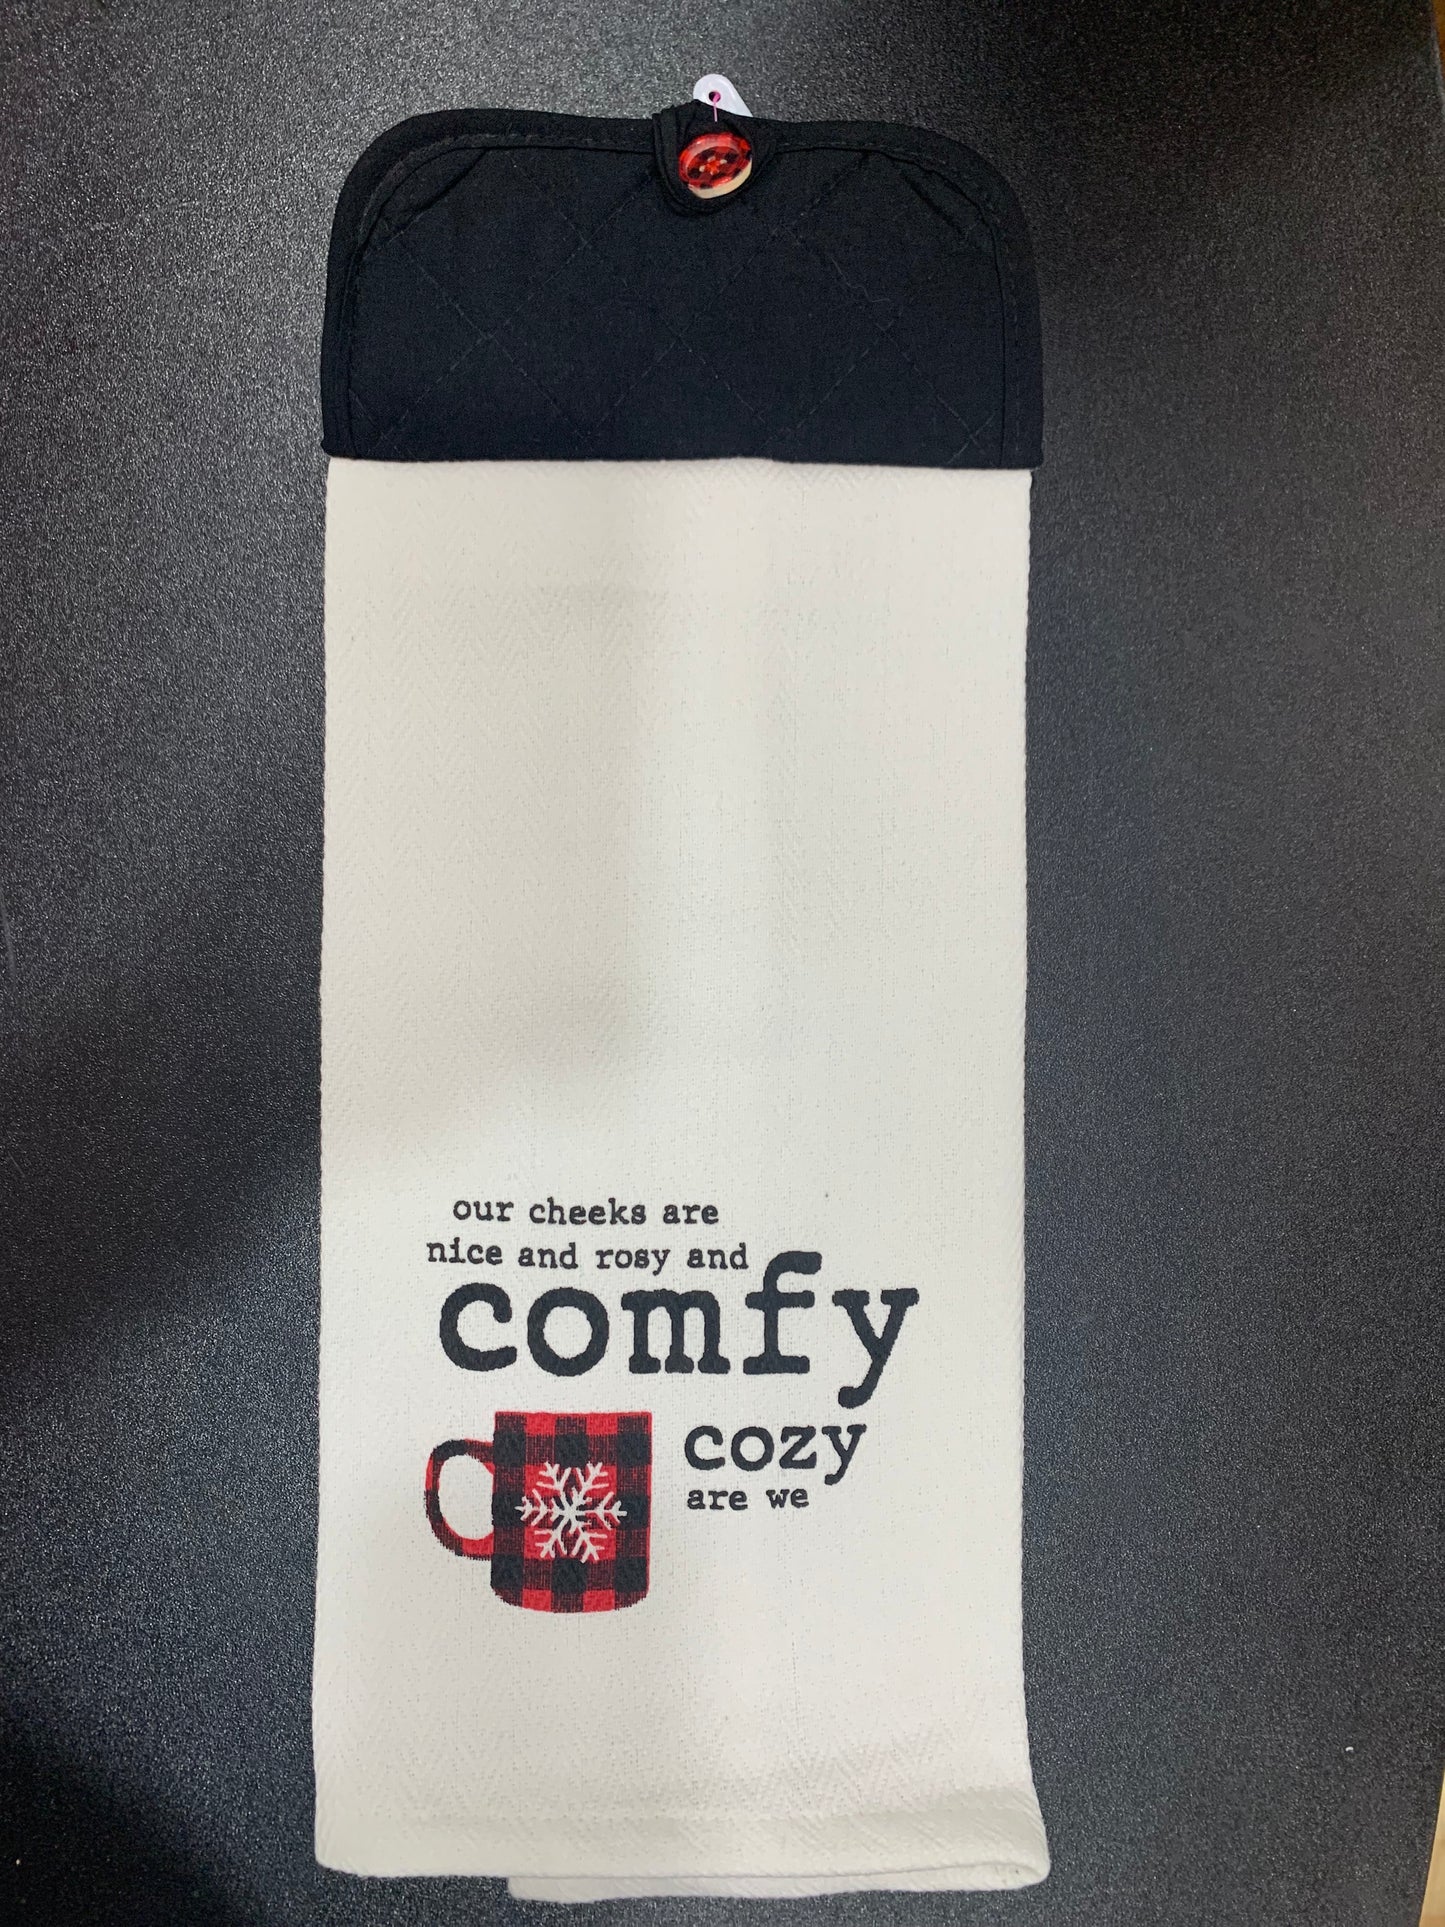 our cheeks are
nice and rosy and
comfy
cozy
are we